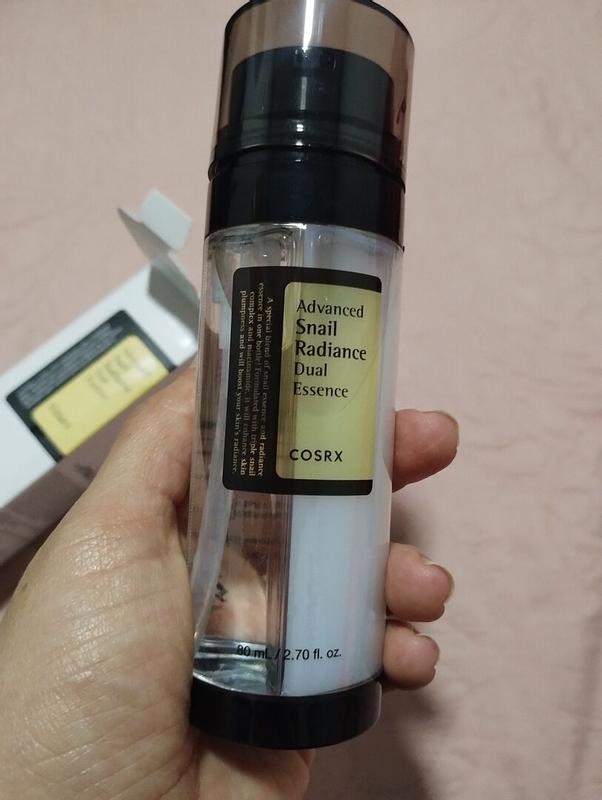 Advanced
Snail
Radiance
Dual
Essence
COSRX
A special blend of snail essence and radiance
essence in one bottle! Formulated with triple snail
complex and niacinamide, it will enhance skin
plumpness and will boost your skin's radiance.
80 mL / 2.70 fl. oz.
COSRX